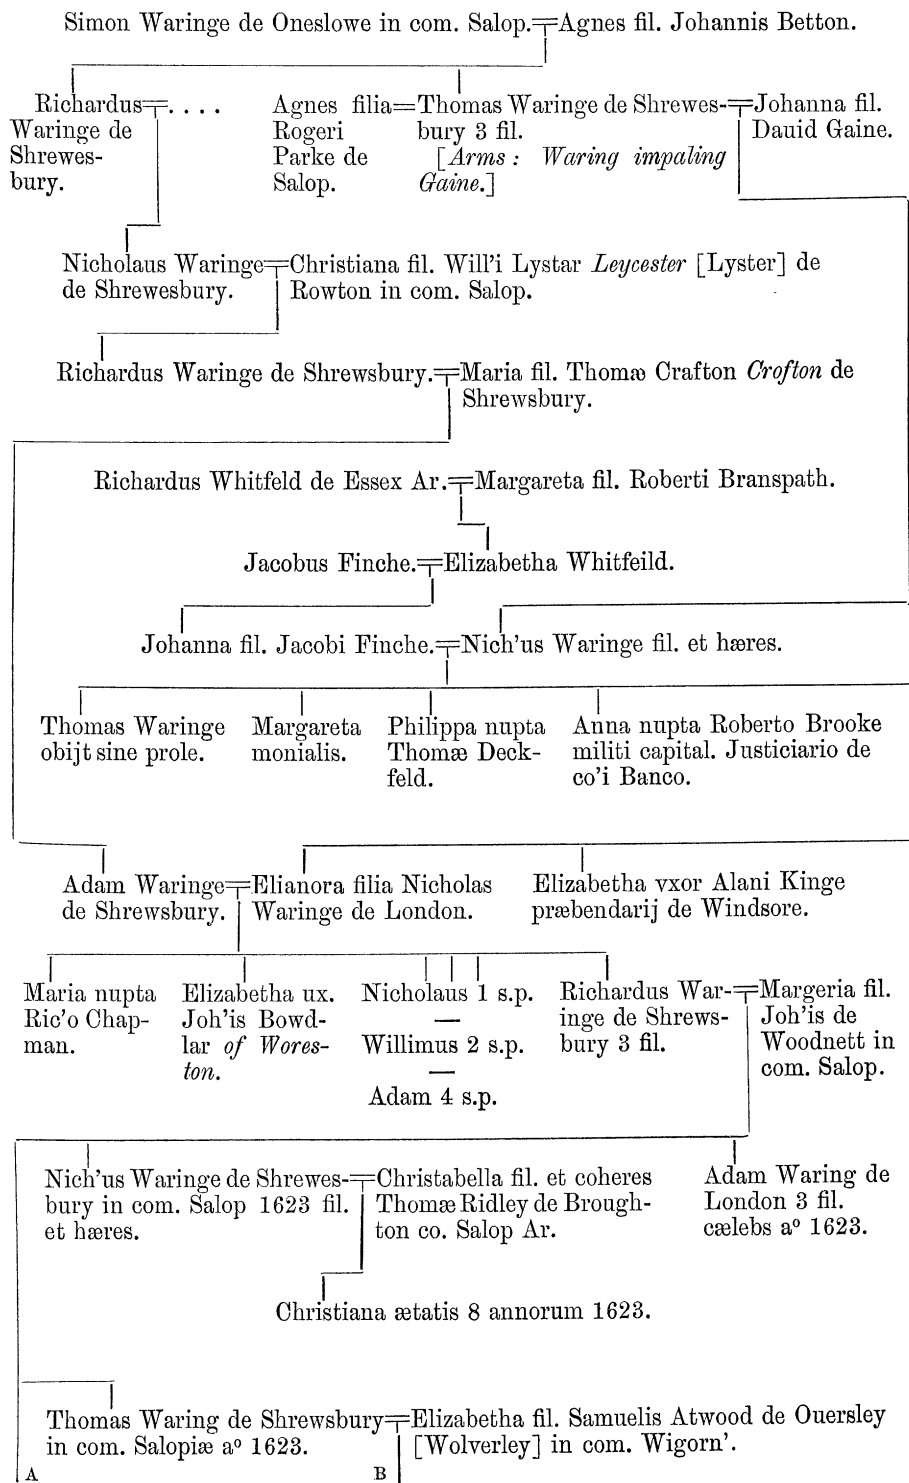 Simon Waringe de Oneslowe in com. Salop.=Agnes fil. Johannis Betton.
Richardus=. . . .
Waringe de
Shrewes-
bury.
Agnes filia=Thomas Waringe de Shrewes-=Johanna fil.
Rogeri
Parke de
Salop.
bury 3 fil.
[Arms : Waring impaling
Gaine.]
Dauid Gaine.
Nicholaus Waringe=Christiana fil. Will'i Lystar Leycester [Lyster] de
de Shrewesbury.
Rowton in com. Salop.
Richardus Waringe de Shrewsbury.=Maria fil. Thomæ Crafton Crofton de
Shrewsbury.
Richardus Whitfeld de Essex Ar.=Margareta fil. Roberti Branspath.
Jacobus Finche.=Elizabetha Whitfeild.
Johanna fil. Jacobi Finche.=Nich'us Waringe fil. et hæres.
Thomas Waringe
obijt sine prole.
Margareta
monialis.
Philippa nupta
Thomæ Deck-
feld.
Anna nupta Roberto Brooke
militi capital. Justiciario de
co'i Banco.
Adam Waringe=Elianora filia Nicholas
de Shrewsbury.
Waringe de London.
Elizabetha vxor Alani Kinge
præbendarij de Windsore.
Maria nupta
Ric'o Chap-
man.
Elizabetha ux.
Joh'is Bowd-
lar of Wores-
ton.
Nicholaus 1 s.p.
—
Willimus 2 s.p.
—
Adam 4 s.p.
Richardus War-=Margeria fil.
inge de Shrews-
bury 3 fil.
Joh'is de
Woodnett in
com. Salop.
Nich'us Waringe de Shrewes-=Christabella fil. et coheres
bury in com. Salop 1623 fil.
et hæres.
Thomæ Ridley de Brough-
ton co. Salop Ar.
Adam Waring de
London 3 fil.
cælebs aº 1623.
Christiana ætatis 8 annorum 1623.
Thomas Waring de Shrewsbury=Elizabetha fil. Samuelis Atwood de Ouersley
in com. Salopiæ aº 1623.
[Wolverley] in com. Wigorn'.
A
B